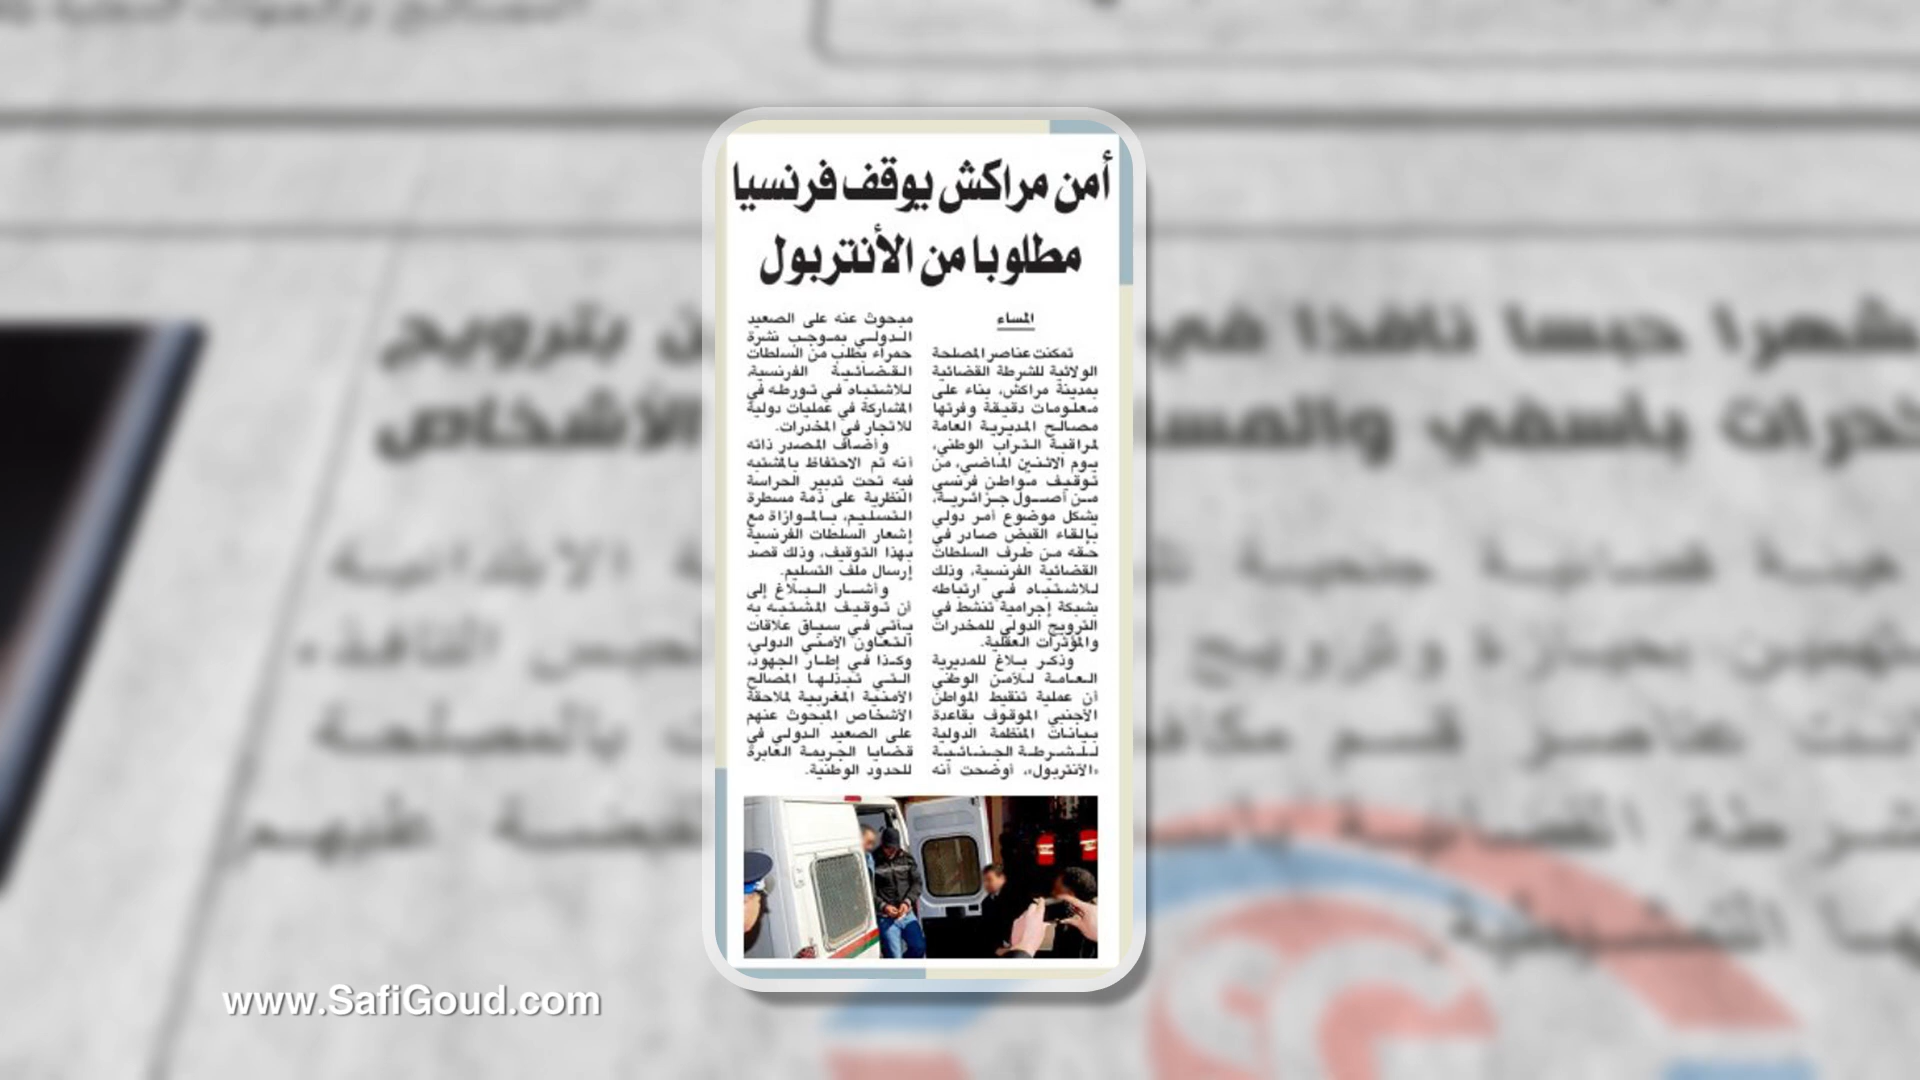 أمن مراكش يوقف فرنسيا
مطلوبا من الأنتربول
المساء
تمكنت عناصر المصلحة
الولائية للشرطة القضائية
بمدينة مراكش، بناء على
معلومات دقيقة وفرتها
مصالح المديرية العامة
لمراقبة التراب الوطني،
يوم الاثنين الماضي، من
توقيف مواطن فرنسي
من أصول جزائرية،
يشكل موضوع أمر دولي
بإلقاء القبض صادر في
حقه من طرف السلطات
القضائية الفرنسية، وذلك
للاشتباه في ارتباطه
بشبكة إجرامية تنشط في
الترويج الدولي للمخدرات
والمؤثرات العقلية.
وذكر بلاغ للمديرية
العامة للأمن الوطني
أن عملية تنقيط المواطن
الأجنبي الموقوف بقاعدة
بيانات المنظمة الدولية
للشرطة الجنائية
«الأنتربول»، أوضحت أنه
مبحوث عنه على الصعيد
الدولي بموجب نشرة
حمراء بطلب من السلطات
القضائية الفرنسية،
للاشتباه في تورطه في
المشاركة في عمليات دولية
للاتجار في المخدرات.
وأضاف المصدر ذاته
أنه تم الاحتفاظ بالمشتبه
فيه تحت تدبير الحراسة
النظرية على ذمة مسطرة
التسليم، بالموازاة مع
إشعار السلطات الفرنسية
بهذا التوقيف، وذلك قصد
إرسال ملف التسليم.
وأشار البلاغ إلى
أن توقيف المشتبه به
يأتي في سياق علاقات
التعاون الأمني الدولي،
وكذا في إطار الجهود،
التي تبذلها المصالح
الأمنية المغربية لملاحقة
الأشخاص المبحوث عنهم
على الصعيد الدولي في
قضايا الجريمة العابرة
للحدود الوطنية.
شهرا حبسا نافذا في
ن بترويج
بأسفي والمس
الأشخاص
www.SafiGoud.com